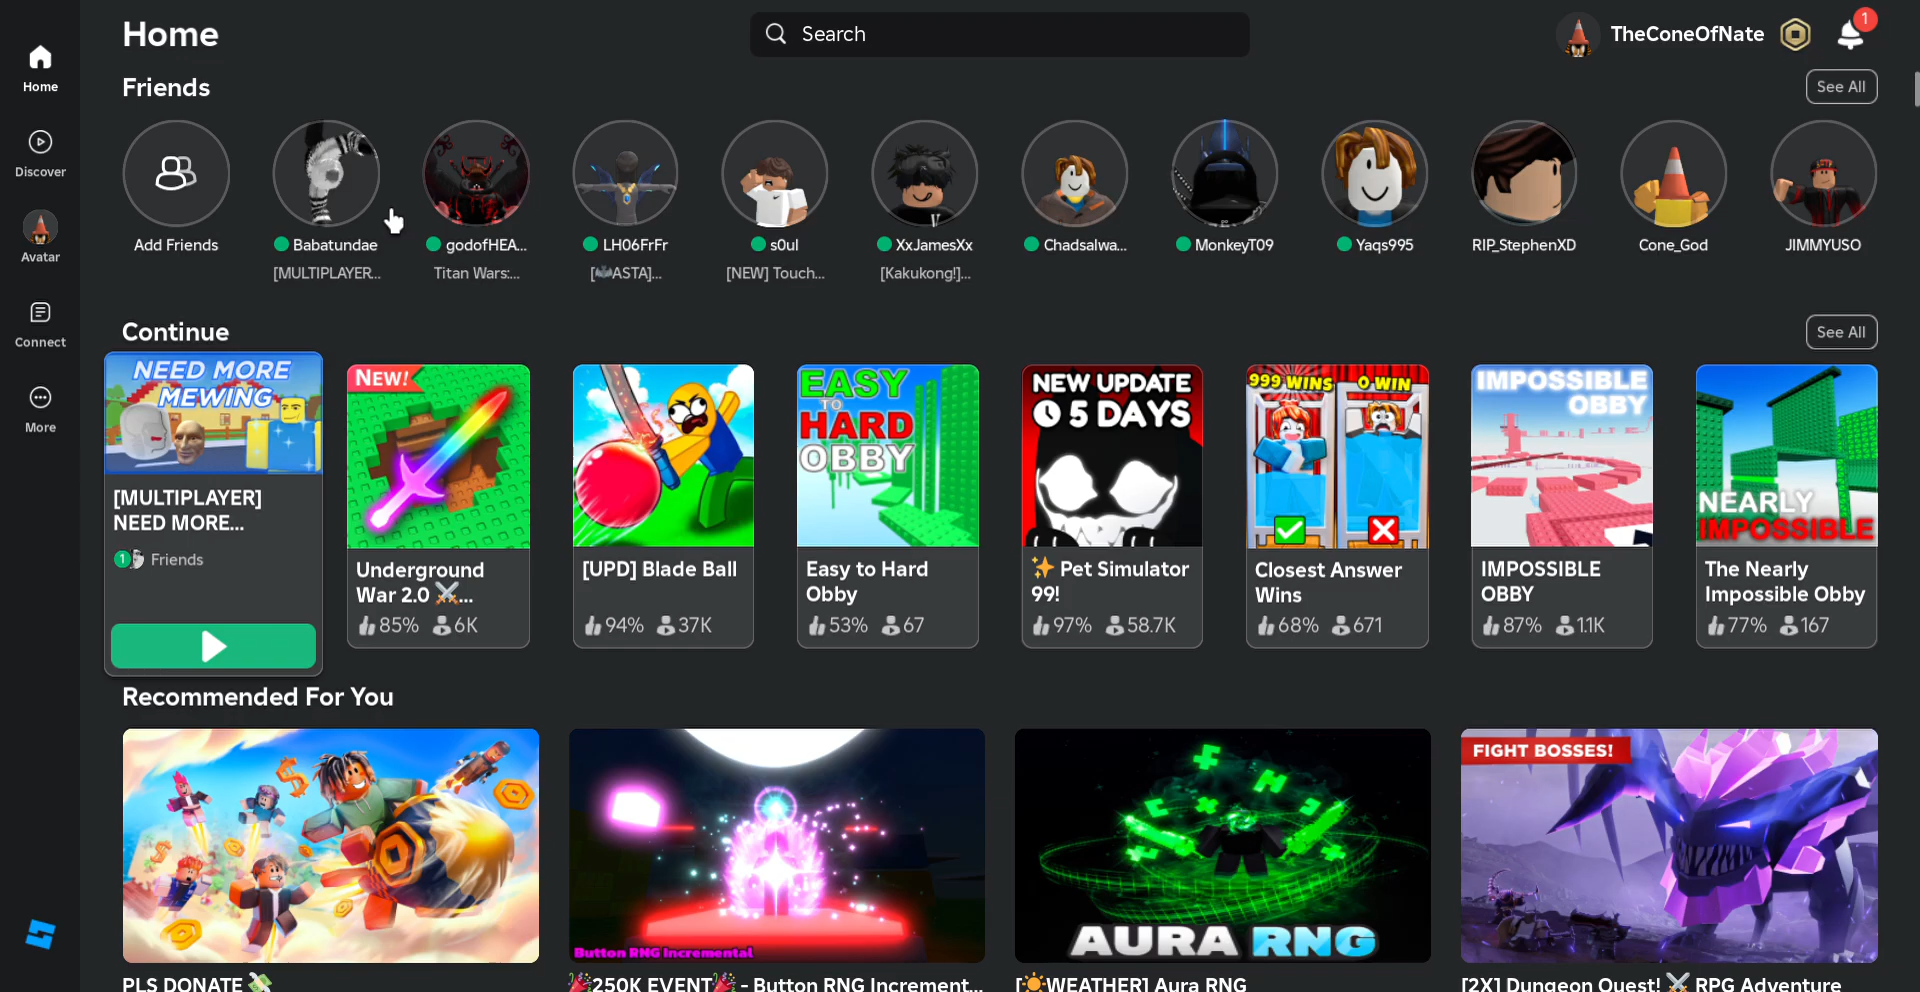 Home
Search
TheConeOfNate
1
Home
Discover
Avatar
Connect
More
Friends
See All
Add Friends
Babatundae
[MULTIPLAYER...
godofHEA...
Titan Wars:...
LH06FrFr
[🦇ASTA]...
s0ul
[NEW] Touch...
XxJamesXx
[Kakukong!]...
Chadsalwa...
MonkeyT09
Yaqs995
RIP_StephenXD
Cone_God
JIMMYUSO
Continue
See All
NEED MORE
MEWING
[MULTIPLAYER]
NEED MORE...
1 Friends
NEW!
Underground
War 2.0 ⚔️...
85% 6K
[UPD] Blade Ball
94% 37K
EASY
TO
HARD
OBBY
Easy to Hard
Obby
53% 67
NEW UPDATE
5 DAYS
✨ Pet Simulator
99!
97% 58.7K
999 WINS 0 WIN
Closest Answer
Wins
68% 671
IMPOSSIBLE
OBBY
IMPOSSIBLE
OBBY
87% 1.1K
NEARLY
IMPOSSIBLE
The Nearly
Impossible Obby
77% 167
Recommended For You
PLS DONATE 💸
Button RNG Incremental
🎉250K EVENT🎉 - Button RNG Increment...
AURA RNG
[☀️WEATHER] Aura RNG
FIGHT BOSSES!
[2X] Dungeon Quest! ⚔️ RPG Adventure